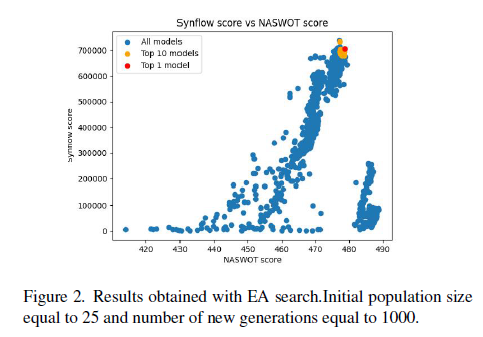 Synflow score vs NASWOT score
All models
Top 10 models
Top 1 model
700000
600000
500000
400000
300000
200000
100000
0
Synflow score
420 430 440 450 460 470 480 490
NASWOT score
Figure 2. Results obtained with EA search.Initial population size
equal to 25 and number of new generations equal to 1000.